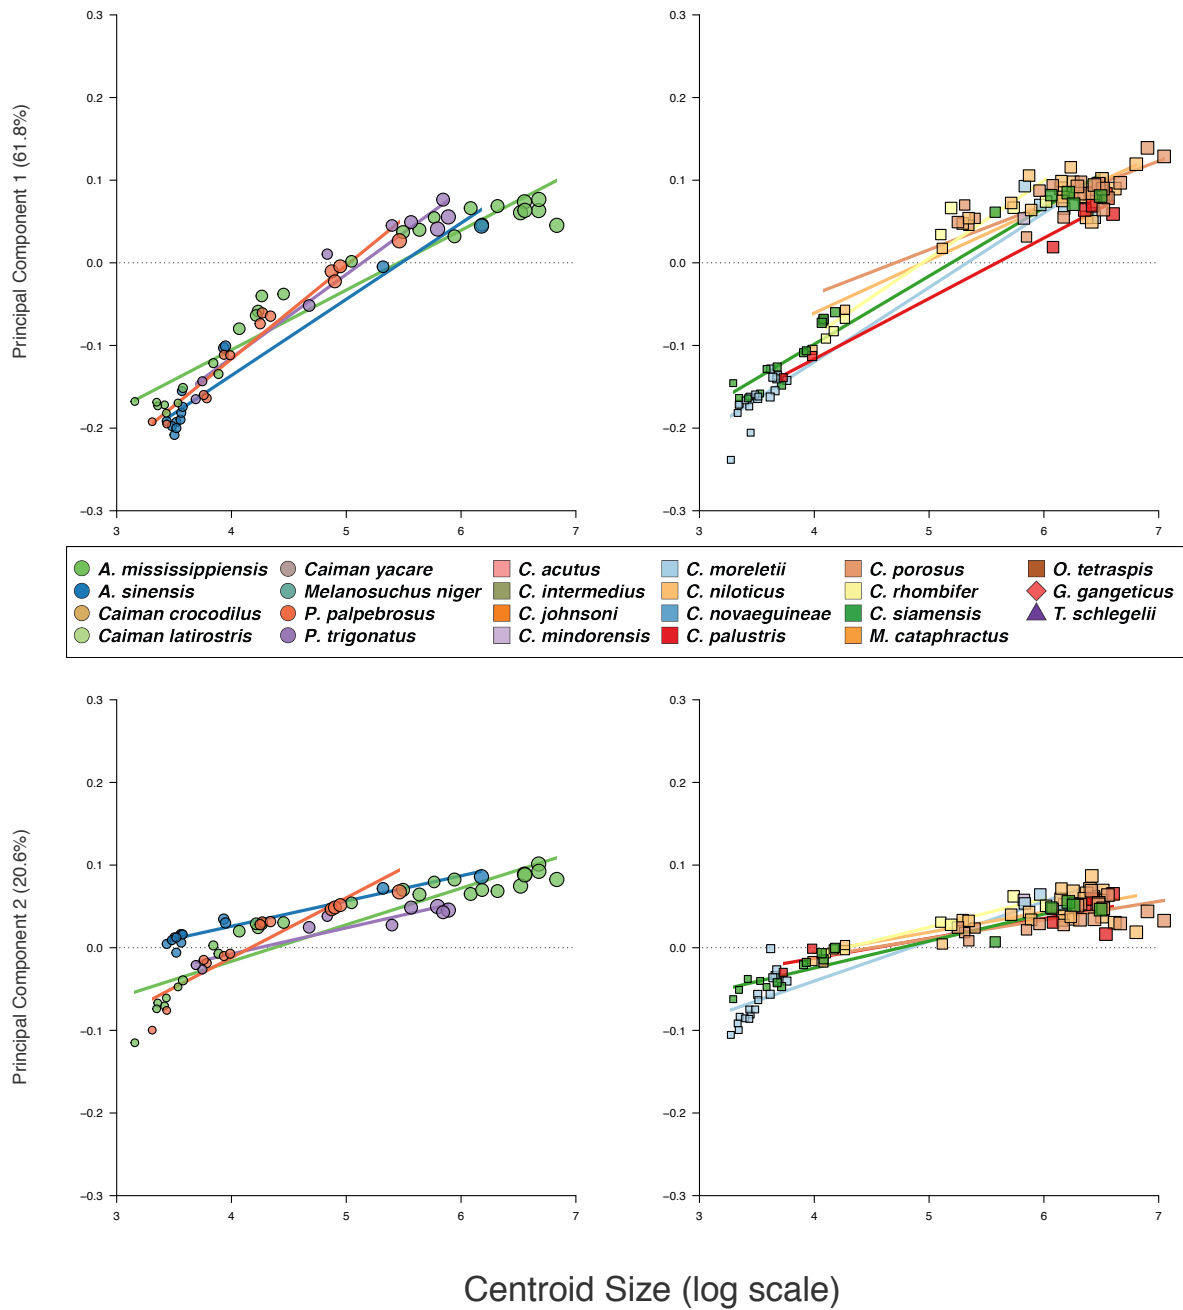 Principal Component 1 (61.8%)
0.3
0.2
0.1
0.0
−0.1
−0.2
−0.3
3 4 5 6 7
0.3
0.2
0.1
0.0
−0.1
−0.2
−0.3
3 4 5 6 7
A. mississippiensis Caiman yacare C. acutus C. moreletii C. porosus O. tetraspis
A. sinensis Melanosuchus niger C. intermedius C. niloticus C. rhombifer G. gangeticus
Caiman crocodilus P. palpebrosus C. johnsoni C. novaeguineae C. siamensis T. schlegelii
Caiman latirostris P. trigonatus C. mindorensis C. palustris M. cataphractus
Principal Component 2 (20.6%)
0.3
0.2
0.1
0.0
−0.1
−0.2
−0.3
3 4 5 6 7
0.3
0.2
0.1
0.0
−0.1
−0.2
−0.3
3 4 5 6 7
Centroid Size (log scale)